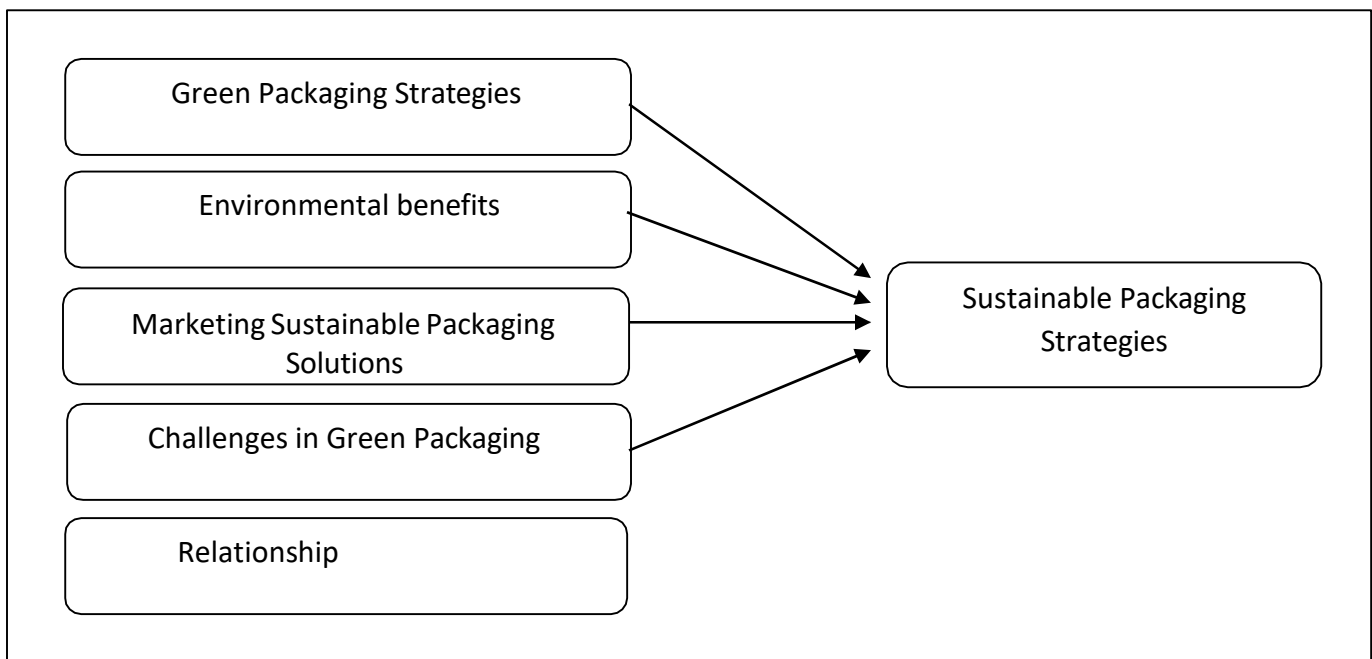 Green Packaging Strategies
Environmental benefits
Marketing Sustainable Packaging
Solutions
Challenges in Green Packaging
Relationship
Sustainable Packaging
Strategies